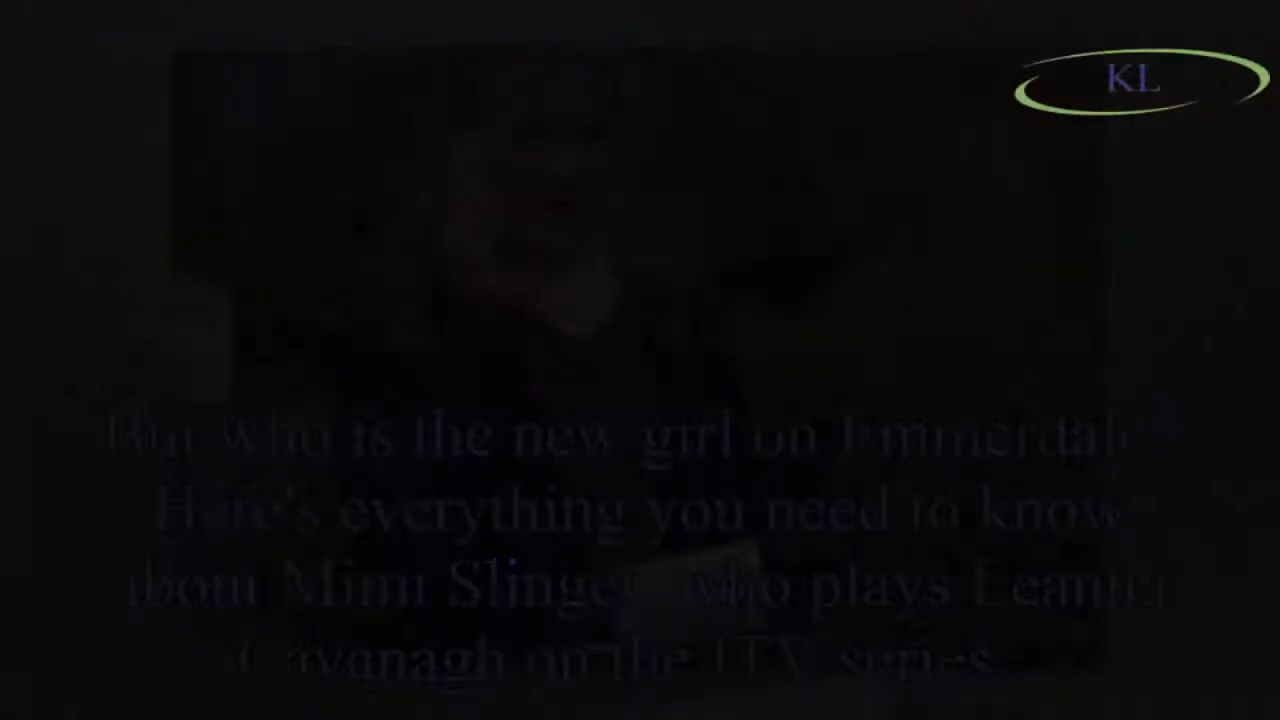 KL
But who is the new girl on Emmerdale
Here's everything you need to know
about Mimi Slinger, who plays Leanna
Cavanagh on the ITV series